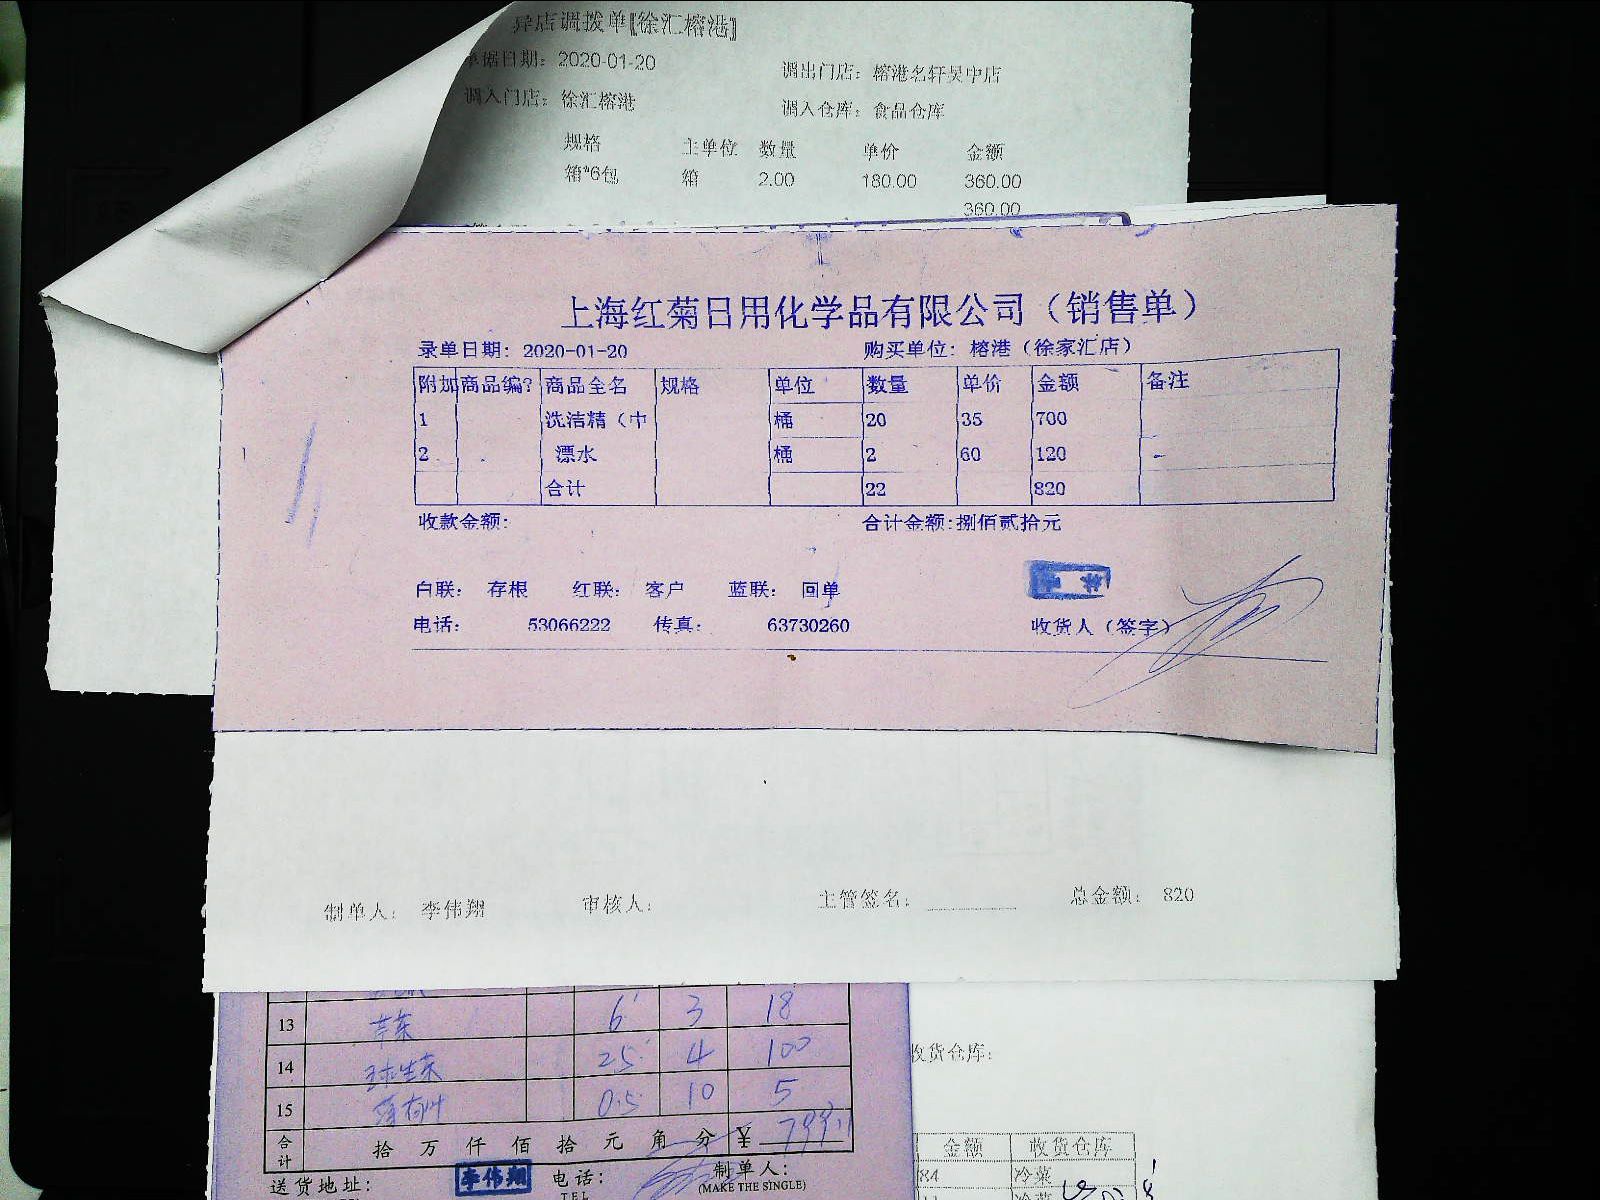 异店调拨单【徐汇榕港】
单据日期：2020-01-20 调出门店：榕港名轩吴中店
调入门店：徐汇榕港 调入仓库：食品仓库
规格 主单位 数量 单价 金额
箱*6包 箱 2.00 180.00 360.00
360.00
上海红菊日用化学品有限公司（销售单）
录单日期：2020-01-20 购买单位：榕港（徐家汇店）
附加 商品编? 商品全名 规格 单位 数量 单价 金额 备注
1 洗洁精（中 桶 20 35 700
2 漂水 桶 2 60 120
合计 22 820
收款金额： 合计金额:捌佰贰拾元
白联： 存根 红联： 客户 蓝联： 回单
电话： 53066222 传真： 63730260 收货人（签字）
制单人： 李伟翔 审核人： 主管签名： 总金额： 820
13 6 3 18
14 球生菜 25 4 100
15 0.5 10 5
合计 拾 万 仟 佰 拾 元 角 分 ¥
送货地址： 李伟翔 电话： 制单人：
TEL (MAKE THE SINGLE)
收货仓库：
金额 收货仓库
84 冷菜
冷菜